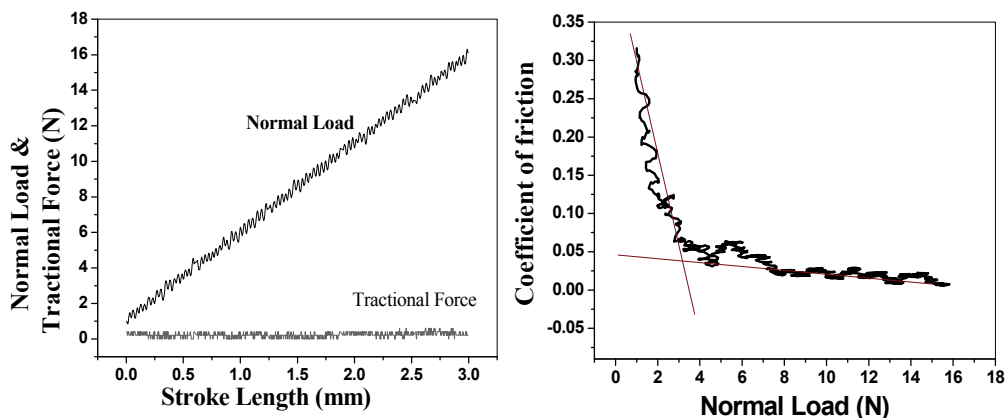 Normal Load &
Tractional Force (N)
18
16
14
12
10
8
6
4
2
0
Normal Load
Tractional Force
0.0 0.5 1.0 1.5 2.0 2.5 3.0
Stroke Length (mm)
Coefficient of friction
0.35
0.30
0.25
0.20
0.15
0.10
0.05
0.00
-0.05
0 2 4 6 8 10 12 14 16 18
Normal Load (N)